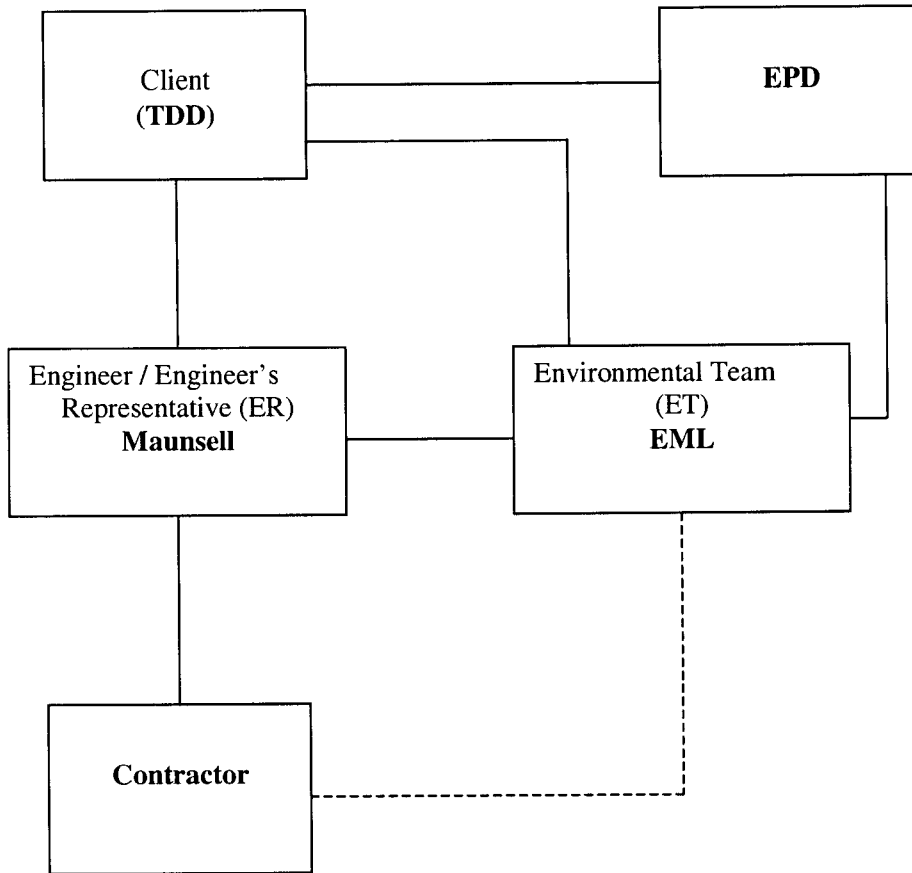 Client
(TDD)
EPD
Engineer / Engineer's
Representative (ER)
Maunsell
Environmental Team
(ET)
EML
Contractor